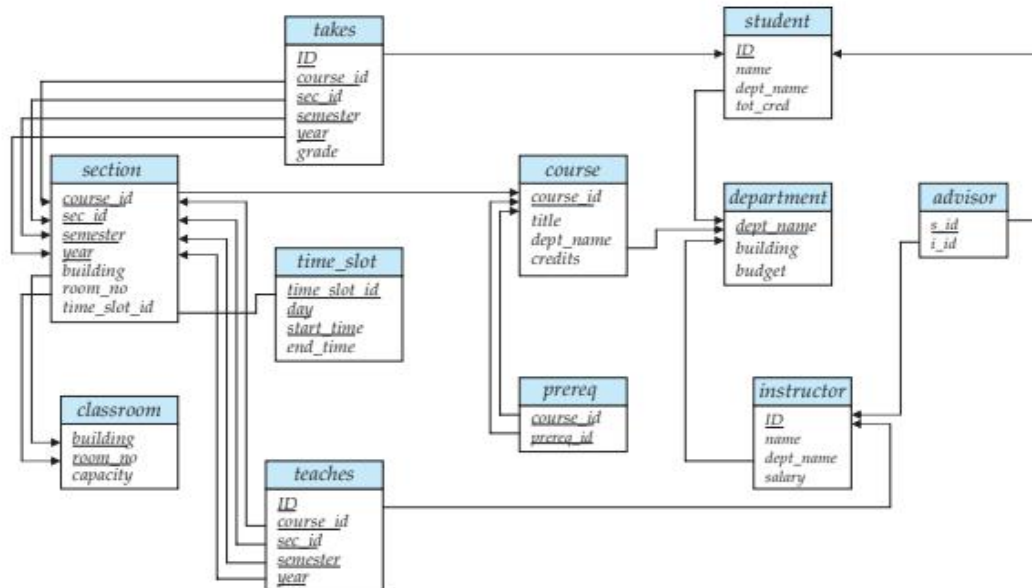 takes
ID
course_id
sec_id
semester
year
grade
student
ID
name
dept_name
tot_cred
section
course_id
sec_id
semester
year
building
room_no
time_slot_id
course
course_id
title
dept_name
credits
department
dept_name
building
budget
advisor
s_id
i_id
time_slot
time_slot_id
day
start_time
end_time
prereq
course_id
prereq_id
instructor
ID
name
dept_name
salary
classroom
building
room_no
capacity
teaches
ID
course_id
sec_id
semester
year